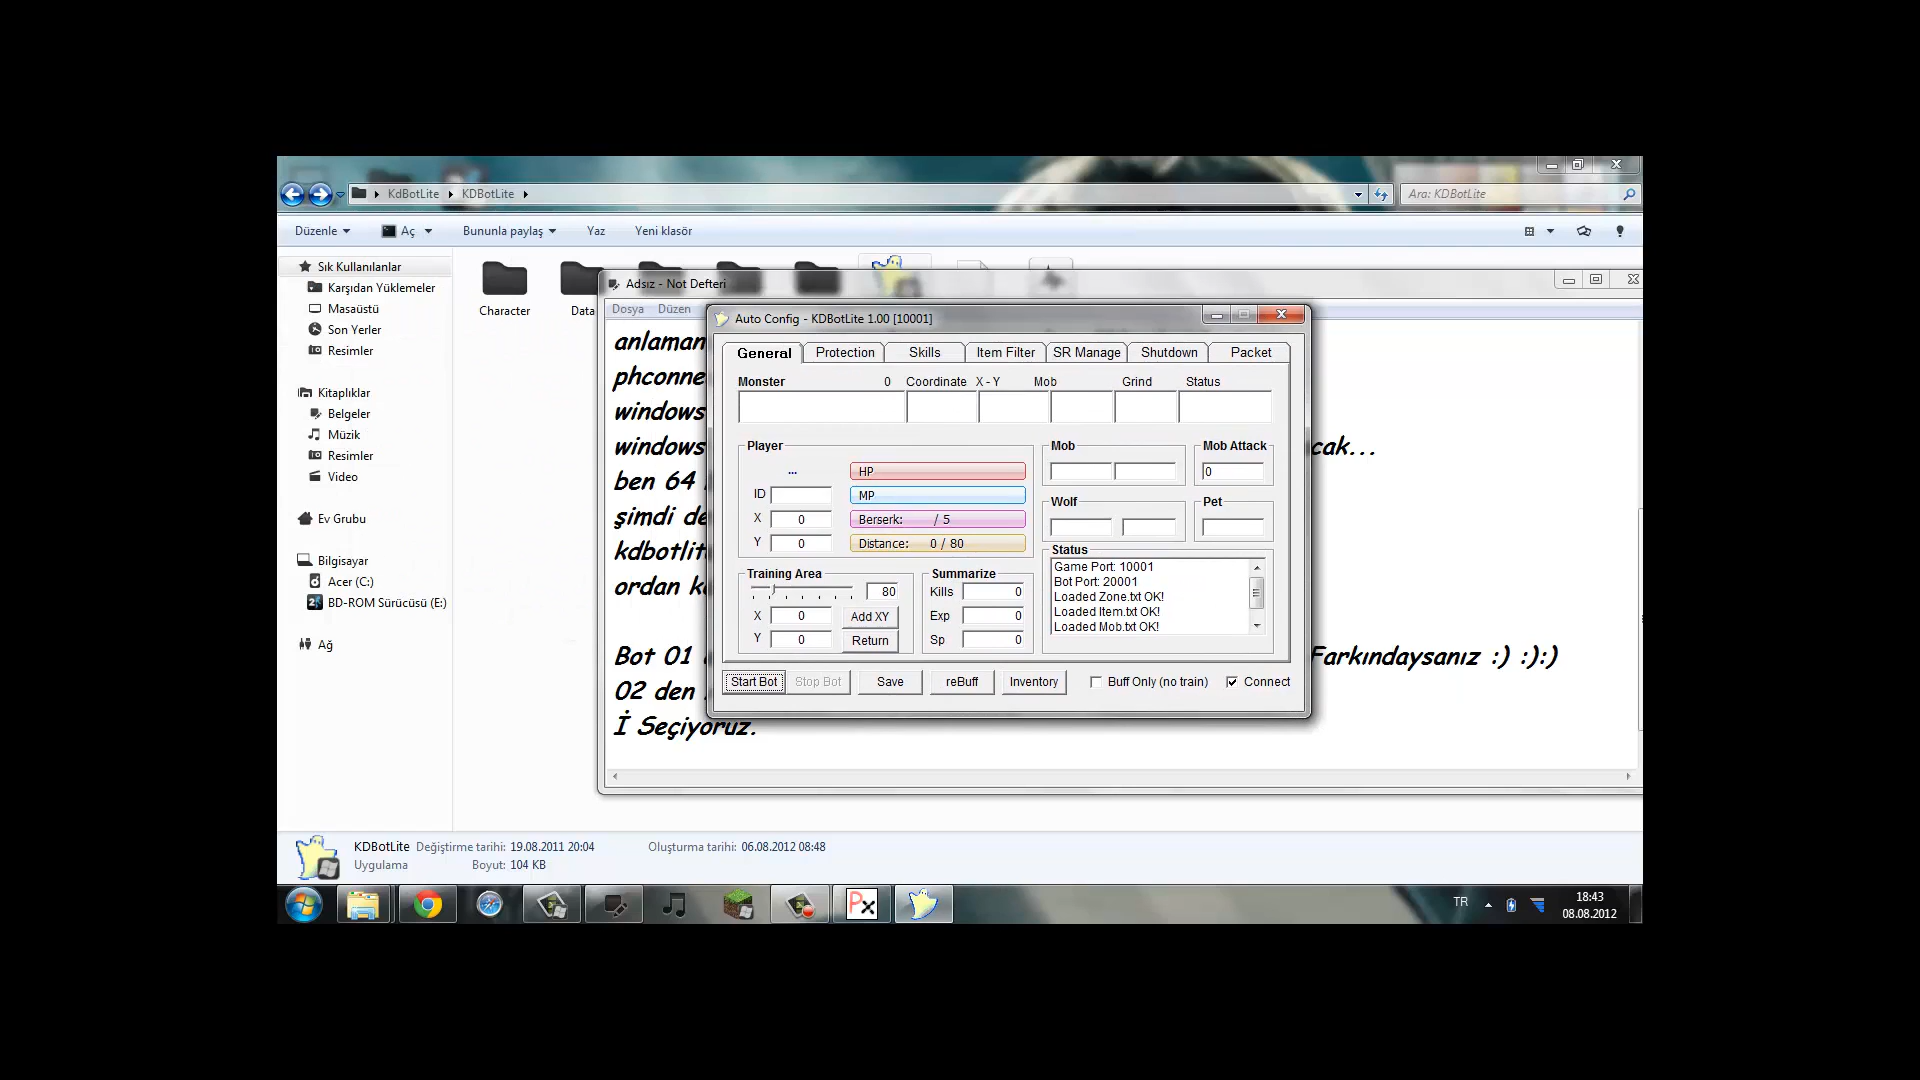 KdBotLite
KDBotLite
Ara: KDBotLite
Düzenle
Aç
Bununla paylaş
Yaz
Yeni klasör
Sık Kullanılanlar
Karşıdan Yüklemeler
Masaüstü
Son Yerler
Resimler
Kitaplıklar
Belgeler
Müzik
Resimler
Video
Ev Grubu
Bilgisayar
Acer (C:)
BD-ROM Sürücüsü (E:)
Ağ
Character
Data
Adsız - Not Defteri
Dosya Düzen
anlaman
phconne
windows
windows cak...
ben 64
şimdi de
kdbotlit
ordan k
Bot 01 Farkındaysanız :) :):)
02 den
İ Seçiyoruz.
Auto Config - KDBotLite 1.00 [10001]
General Protection Skills Item Filter SR Manage Shutdown Packet
Monster 0 Coordinate X - Y Mob Grind Status
Player
...
ID
X 0
Y 0
HP
MP
Berserk: / 5
Distance: 0 / 80
Mob
Mob Attack
0
Wolf
Pet
Training Area
80
X 0 Add XY
Y 0 Return
Summarize
Kills 0
Exp 0
Sp 0
Status
Game Port: 10001
Bot Port: 20001
Loaded Zone.txt OK!
Loaded Item.txt OK!
Loaded Mob.txt OK!
Start Bot Stop Bot Save reBuff Inventory Buff Only (no train) Connect
KDBotLite Değiştirme tarihi: 19.08.2011 20:04 Oluşturma tarihi: 06.08.2012 08:48
Uygulama Boyut: 104 KB
Px
TR
18:43
08.08.2012